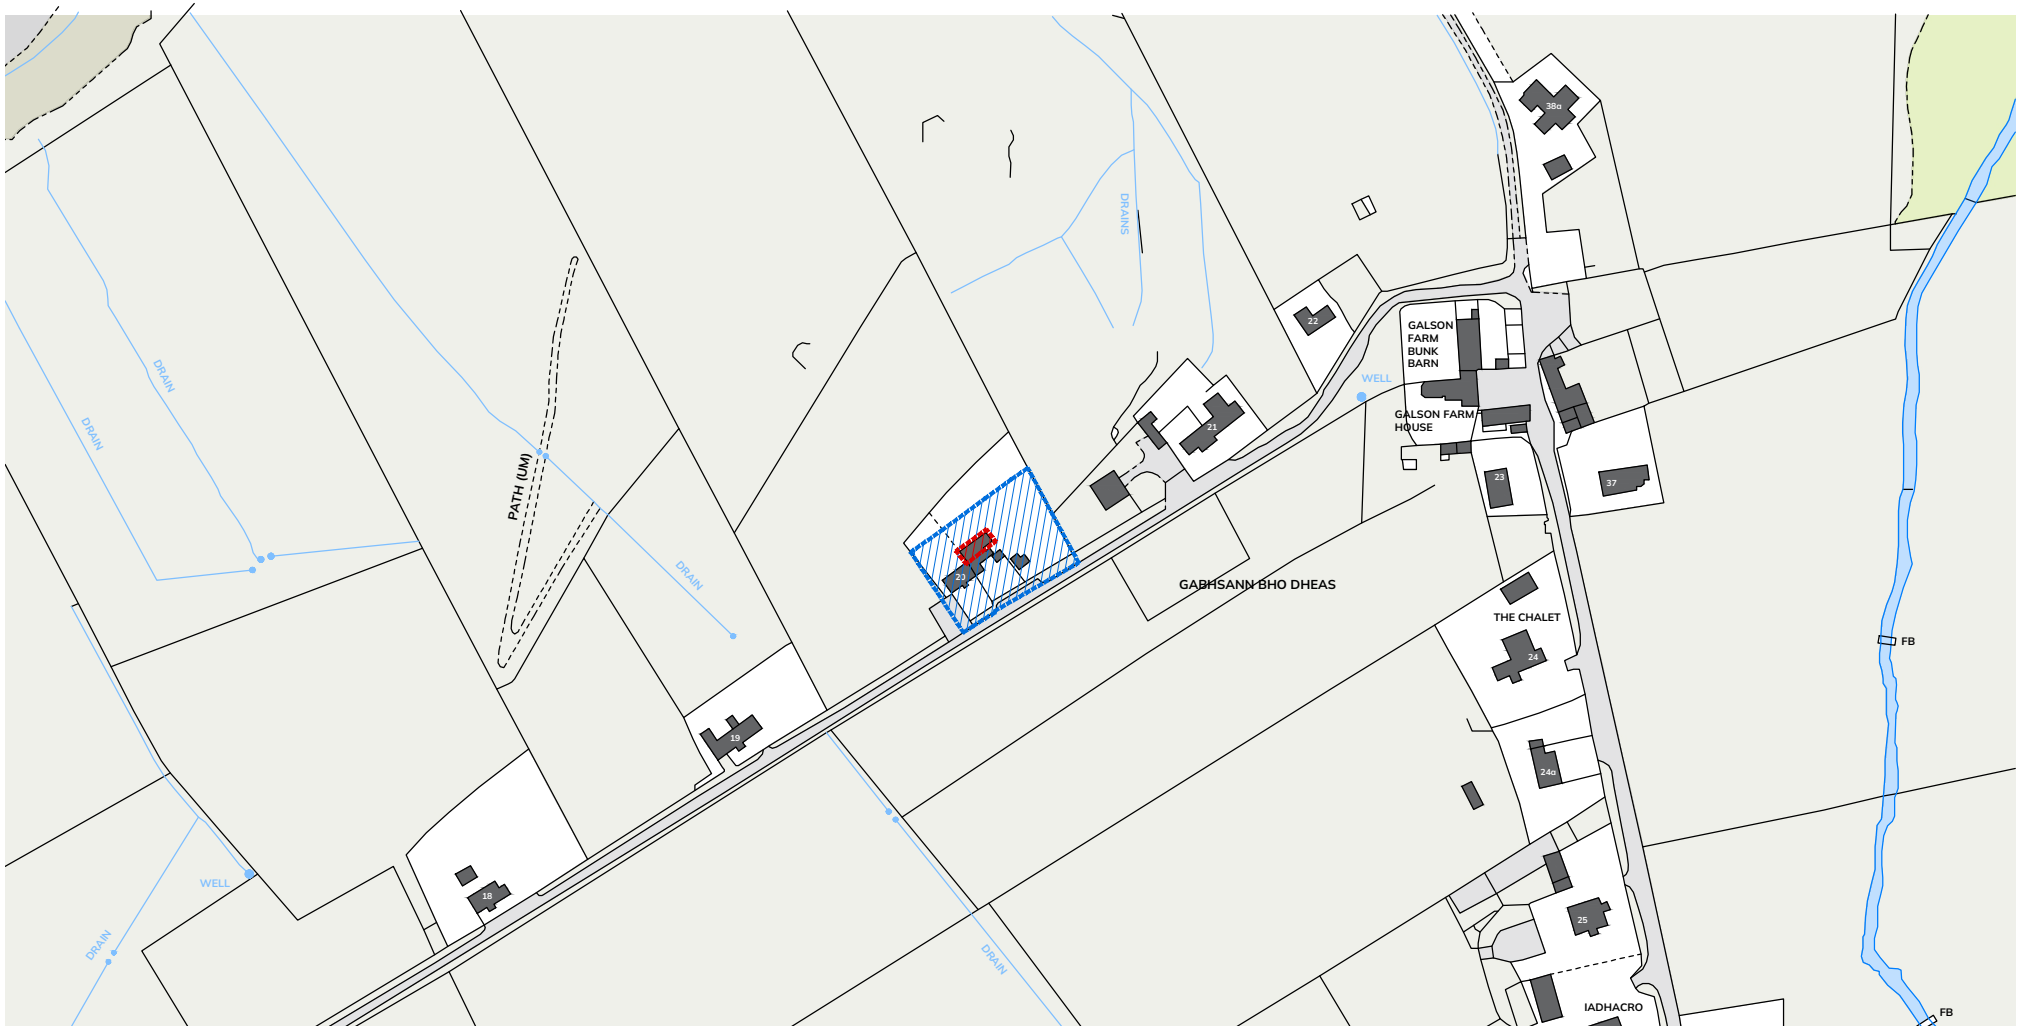 38a
DRAINS
22
GALSON
FARM
BUNK
BARN
DRAIN
WELL
GALSON FARM
HOUSE
21
DRAIN
PATH (UM)
23
37
DRAIN
20
GABHSANN BHO DHEAS
THE CHALET
FB
24
19
24a
WELL
18
25
DRAIN
DRAIN
IADHACRO
FB